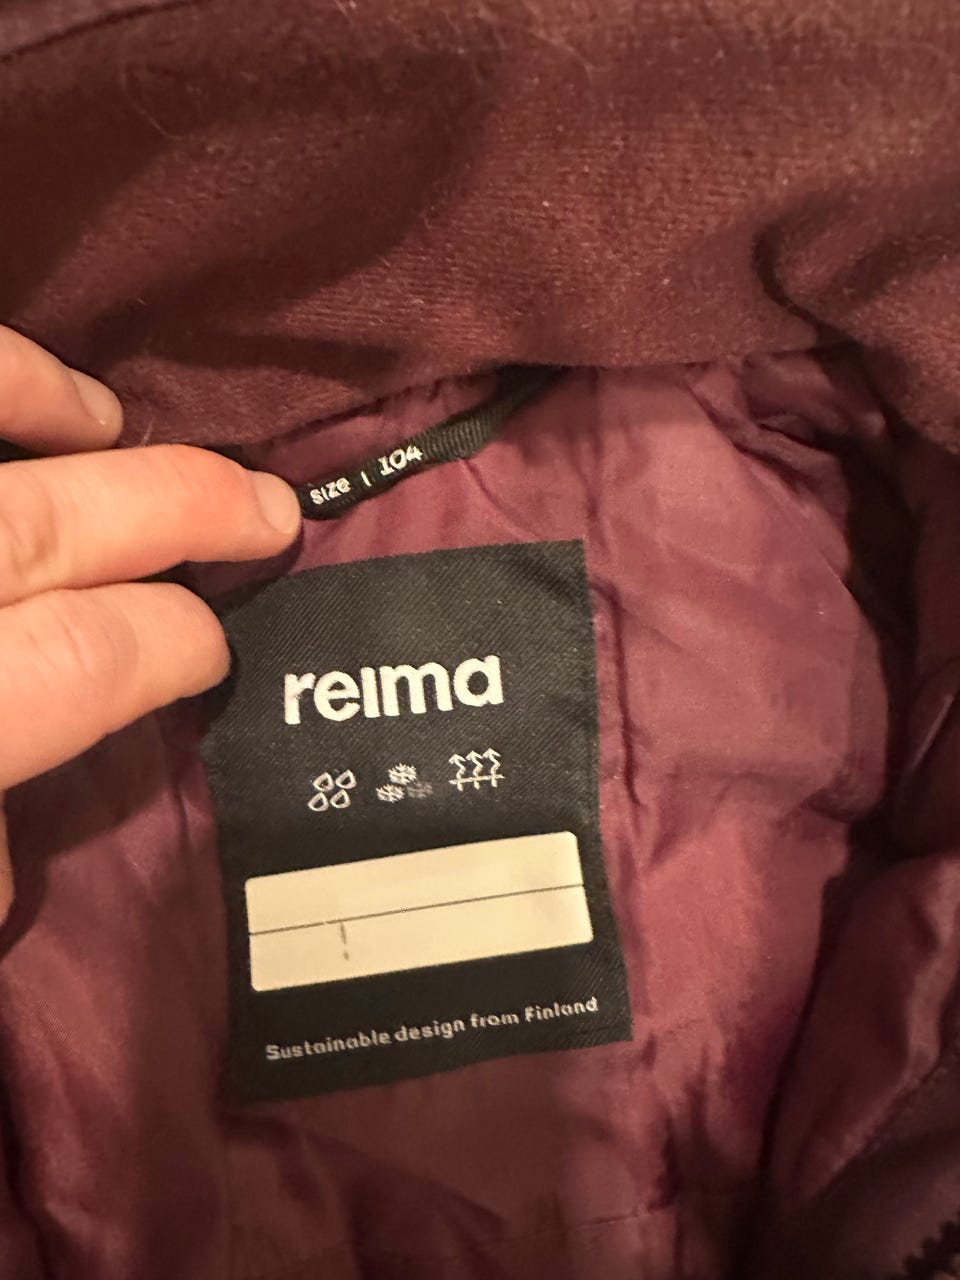 size | 104
reima
Sustainable design from Finland